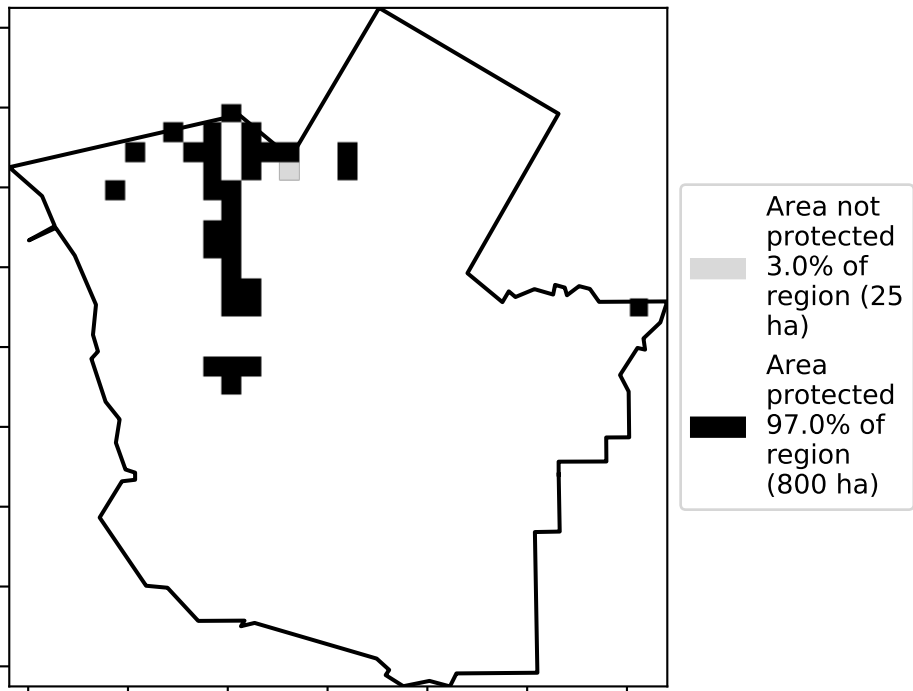 Area not
protected
3.0% of
region (25
ha)
Area
protected
97.0% of
region
(800 ha)